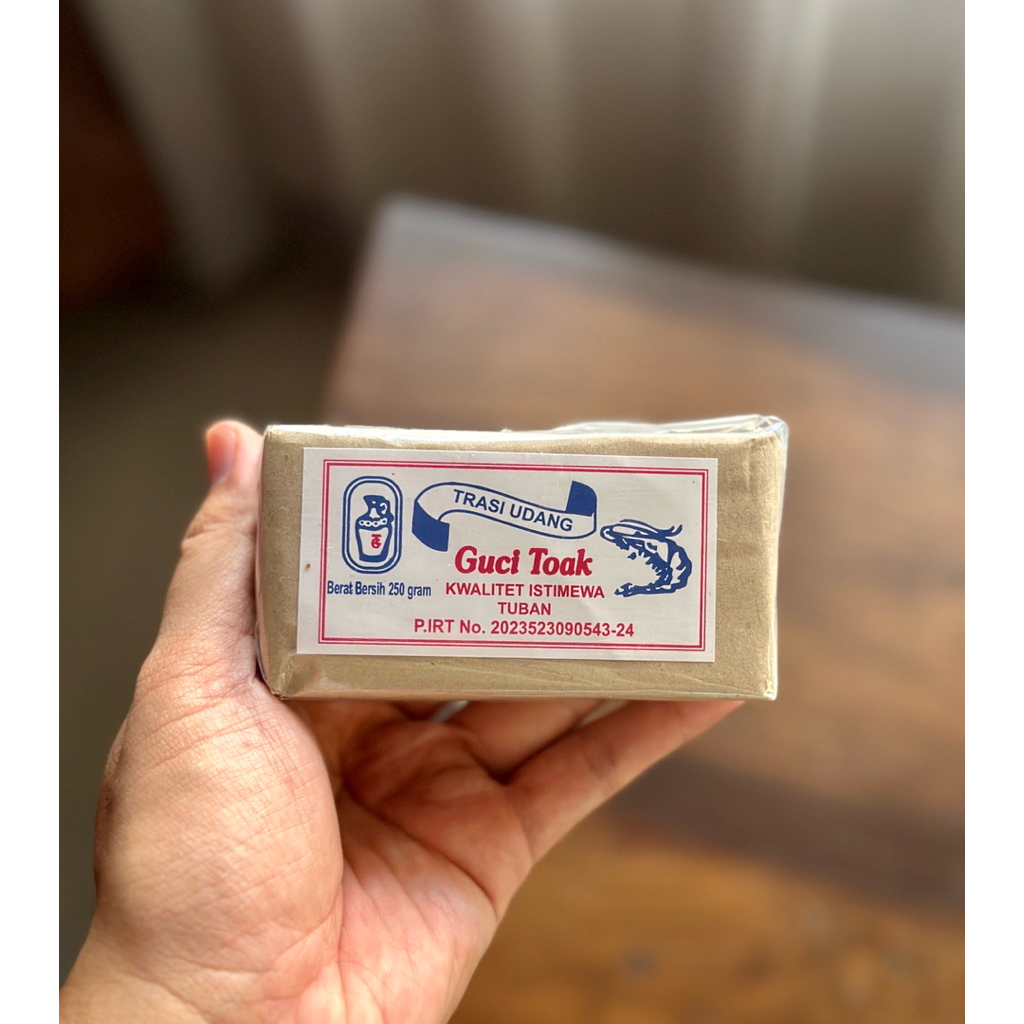 TRASI UDANG
Guci Toak
Berat Bersih 250 gram
KWALITET ISTIMEWA
TUBAN
P.IRT No. 2023523090543-24